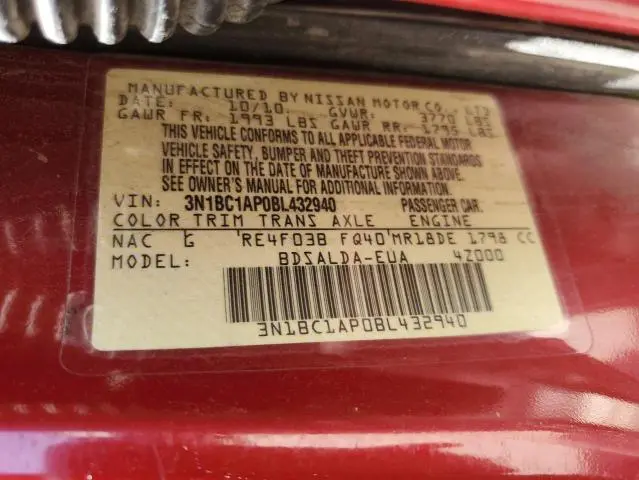 MANUFACTURED BY NISSAN MOTOR CO., LTD
DATE: 10/10 GVWR: 3770 LBS
GAWR FR: 1993 LBS GAWR RR: 1795 LBS
THIS VEHICLE CONFORMS TO ALL APPLICABLE FEDERAL MOTOR
VEHICLE SAFETY, BUMPER AND THEFT PREVENTION STANDARDS
IN EFFECT ON THE DATE OF MANUFACTURE SHOWN ABOVE.
SEE OWNER'S MANUAL FOR ADDITIONAL INFORMATION.
VIN: 3N1BC1AP0BL432940 PASSENGER CAR.
COLOR TRIM TRANS AXLE ENGINE
NAC G RE4F03B FQ40 MR18DE 1798 CC
MODEL: BDSALDA-EUA 4Z000
3N1BC1AP0BL432940